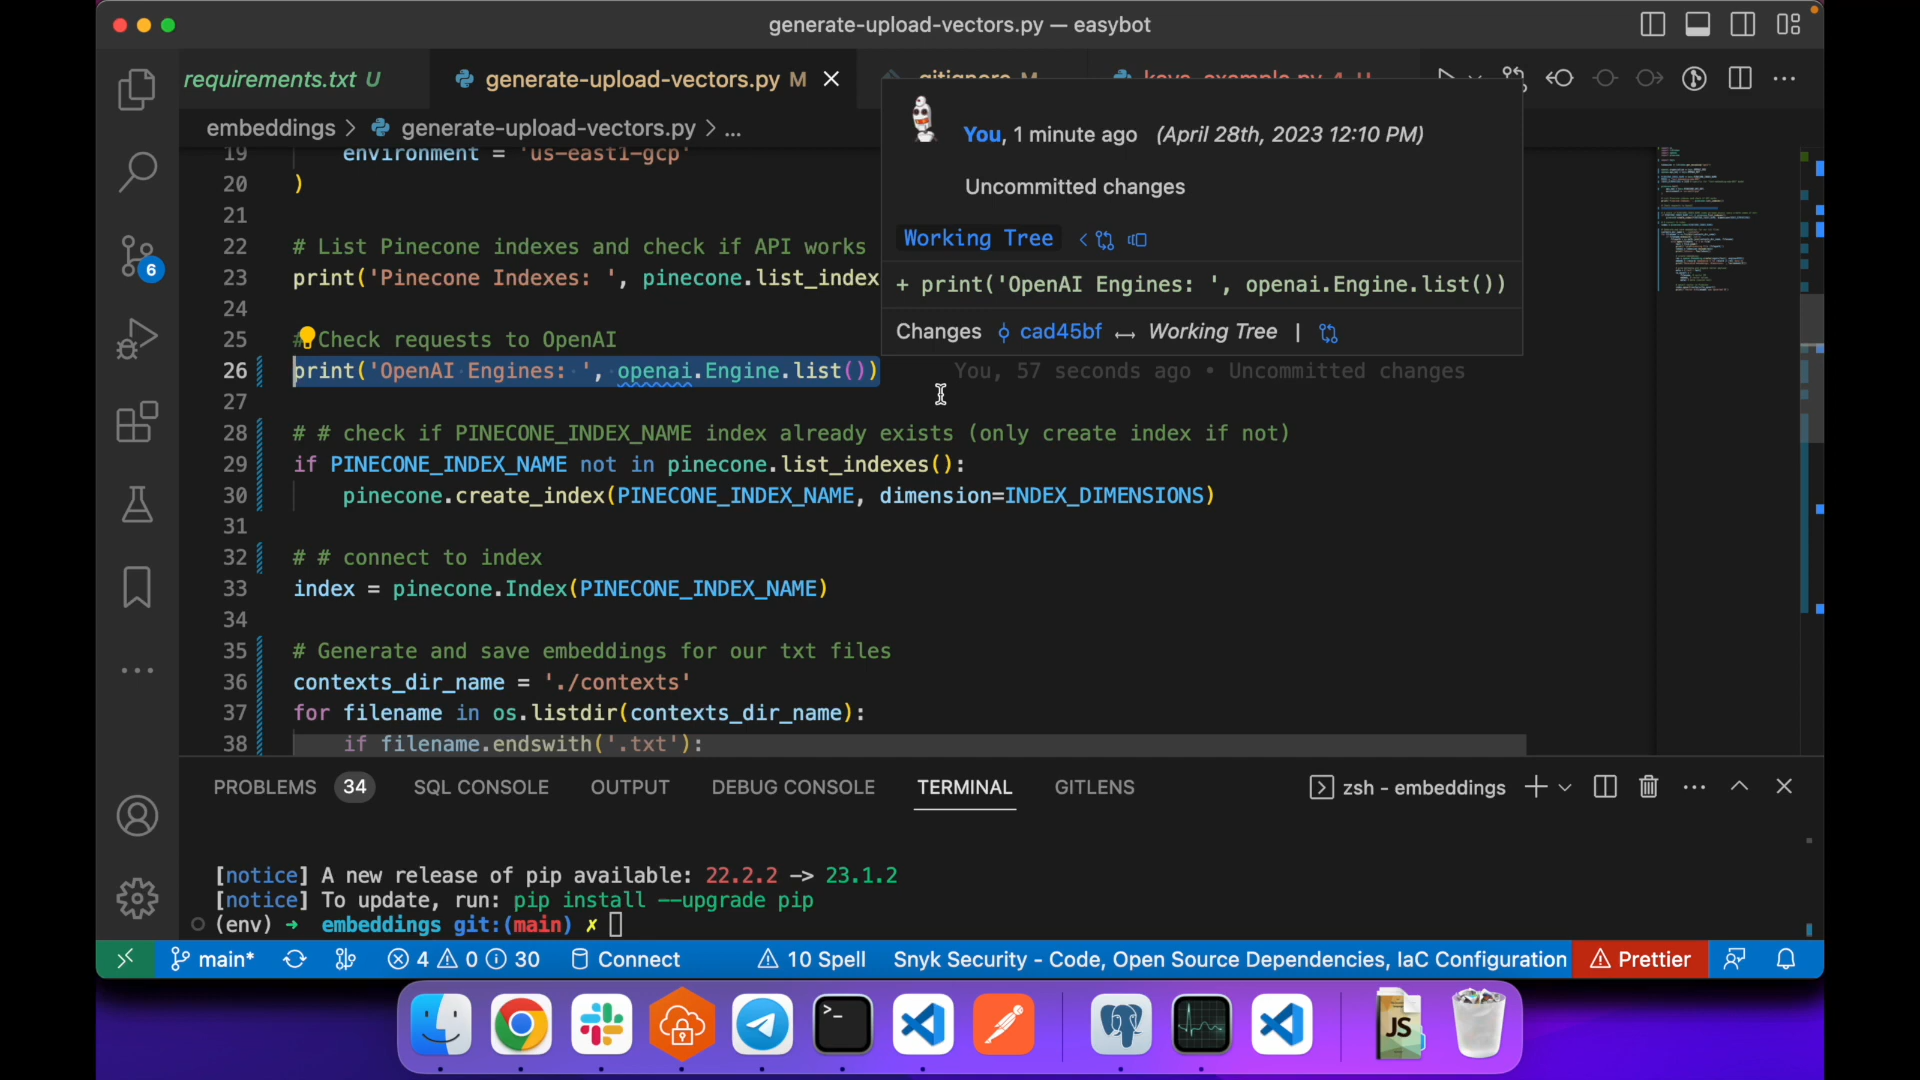 generate-upload-vectors.py — easybot
requirements.txt U
generate-upload-vectors.py M
.gitignore M
keys_example.py 4, U
embeddings > generate-upload-vectors.py > ...
You, 1 minute ago (April 28th, 2023 12:10 PM)
Uncommitted changes
Working Tree
+ print('OpenAI Engines: ', openai.Engine.list())
Changes cad45bf Working Tree |
19 environment = 'us-east1-gcp'
20 )
21
22 # List Pinecone indexes and check if API works
23 print('Pinecone Indexes: ', pinecone.list_index
24
25 # Check requests to OpenAI
26 print('OpenAI Engines: ', openai.Engine.list()) You, 57 seconds ago • Uncommitted changes
27
28 # # check if PINECONE_INDEX_NAME index already exists (only create index if not)
29 if PINECONE_INDEX_NAME not in pinecone.list_indexes():
30 pinecone.create_index(PINECONE_INDEX_NAME, dimension=INDEX_DIMENSIONS)
31
32 # # connect to index
33 index = pinecone.Index(PINECONE_INDEX_NAME)
34
35 # Generate and save embeddings for our txt files
36 contexts_dir_name = './contexts'
37 for filename in os.listdir(contexts_dir_name):
38 if filename.endswith('.txt'):
6
PROBLEMS 34 SQL CONSOLE OUTPUT DEBUG CONSOLE TERMINAL GITLENS zsh - embeddings
[notice] A new release of pip available: 22.2.2 -> 23.1.2
[notice] To update, run: pip install --upgrade pip
(env) → embeddings git:(main) ✗
main* 4 0 30 Connect 10 Spell Snyk Security - Code, Open Source Dependencies, IaC Configuration Prettier
JS